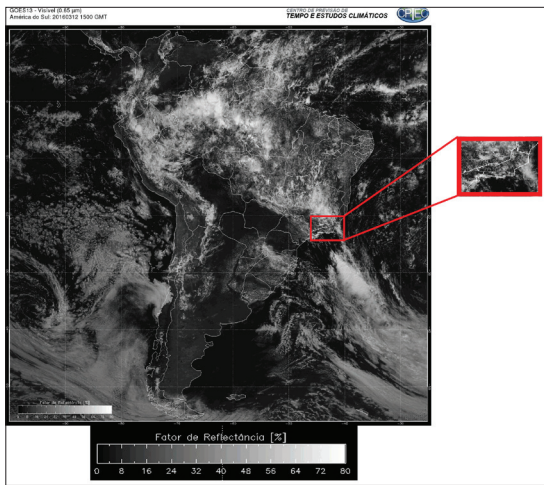 GOES13 - Visível (0.65 µm)
América do Sul: 20160312 1500 GMT
CENTRO DE PREVISÃO DE
TEMPO E ESTUDOS CLIMÁTICOS
CPTEC
Fator de Reflectância [%]
0 8 16 24 32 40 48 56 64 72 80